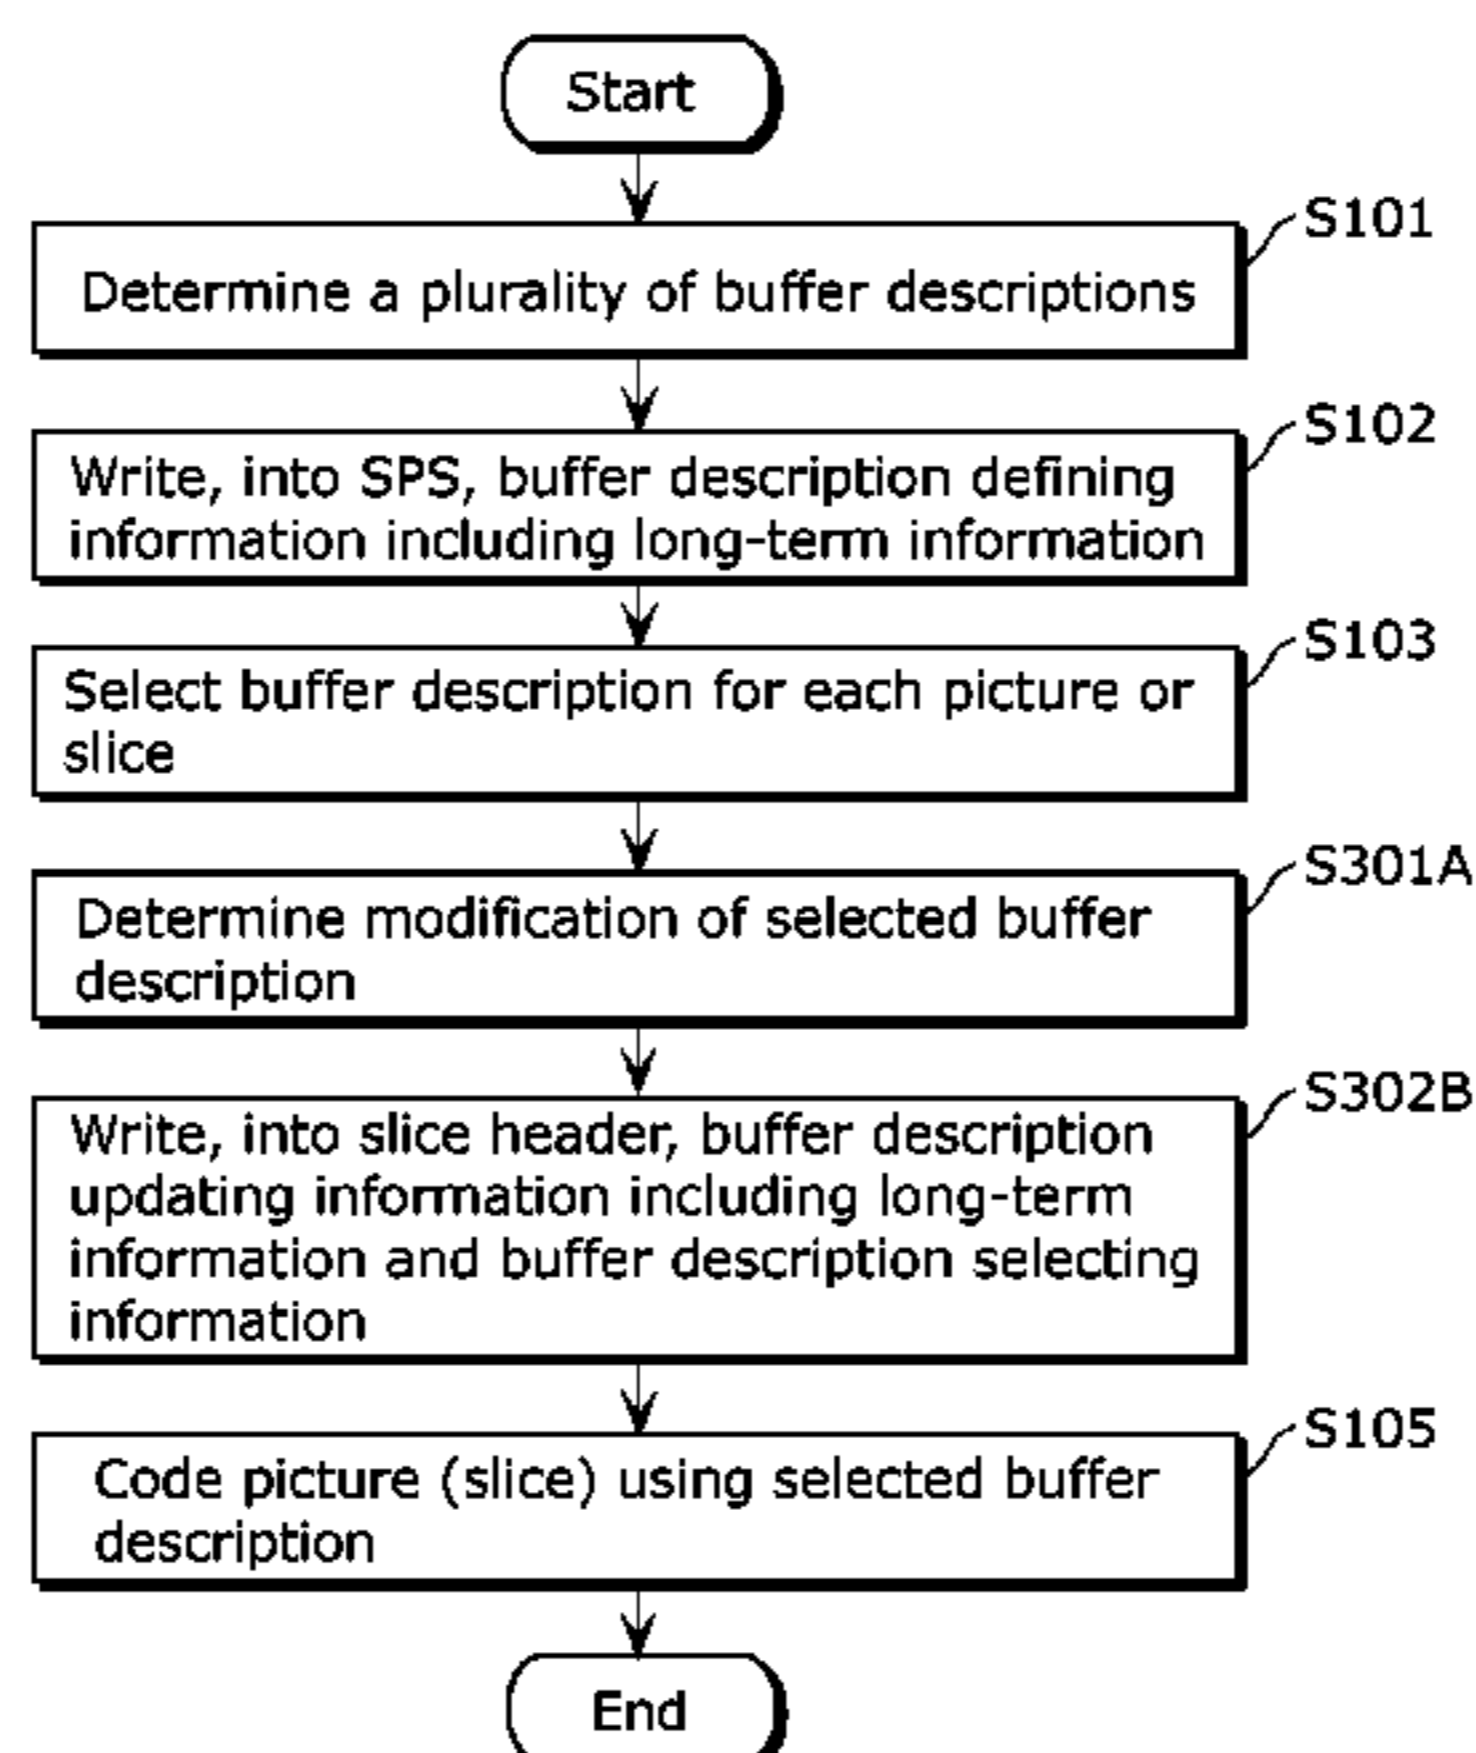 Start
S101
Determine a plurality of buffer descriptions
S102
Write, into SPS, buffer description defining
information including long-term information
S103
Select buffer description for each picture or
slice
S301A
Determine modification of selected buffer
description
S302B
Write, into slice header, buffer description
updating information including long-term
information and buffer description selecting
information
S105
Code picture (slice) using selected buffer
description
End